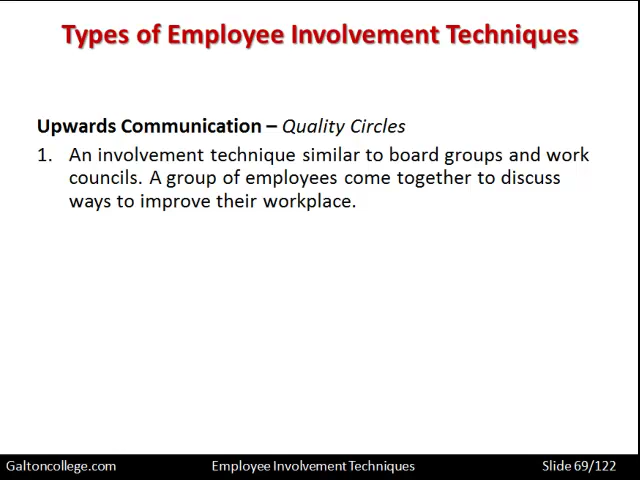 Types of Employee Involvement Techniques
Upwards Communication – Quality Circles
1. An involvement technique similar to board groups and work
councils. A group of employees come together to discuss
ways to improve their workplace.
Galtoncollege.com Employee Involvement Techniques Slide 69/122